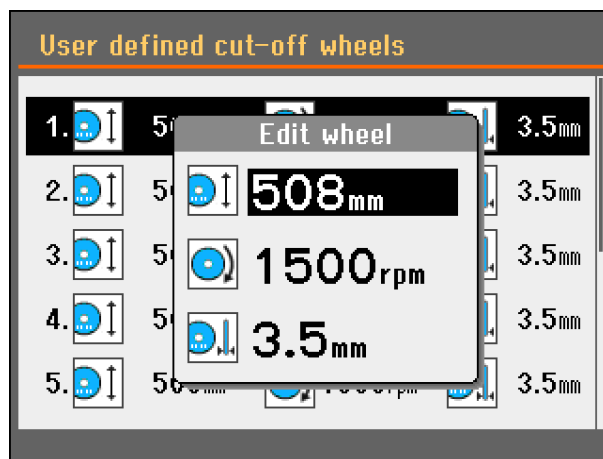 User defined cut-off wheels
1. 3.5mm
Edit wheel
2. 3.5mm
508mm
3. 3.5mm
1500rpm
4. 3.5mm
3.5mm
5. 3.5mm